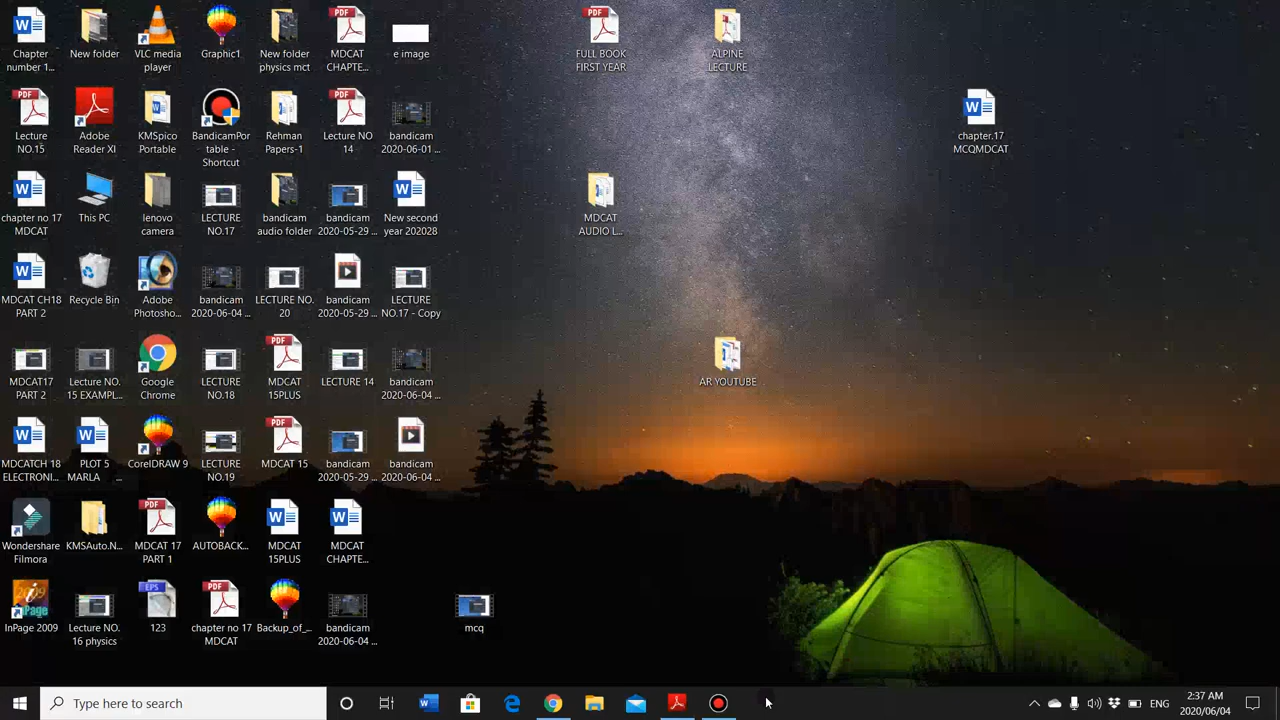 Chapter
number 1...
New folder
VLC media
player
Graphic1
New folder
physics mct
PDF
MDCAT
CHAPTE...
e image
PDF
FULL BOOK
FIRST YEAR
ALPINE
LECTURE
PDF
Lecture
NO.15
Adobe
Reader XI
KMSpico
Portable
BandicamPor
table -
Shortcut
Rehman
Papers-1
PDF
Lecture NO
14
bandicam
2020-06-01 ...
chapter.17
MCQMDCAT
chapter no 17
MDCAT
This PC
lenovo
camera
LECTURE
NO.17
bandicam
audio folder
bandicam
2020-05-29 ...
New second
year 202028
MDCAT
AUDIO L...
MDCAT CH18
PART 2
Recycle Bin
Adobe
Photosho...
bandicam
2020-06-04 ...
LECTURE NO.
20
bandicam
2020-05-29 ...
LECTURE
NO.17 - Copy
MDCAT17
PART 2
Lecture NO.
15 EXAMPL...
Google
Chrome
LECTURE
NO.18
PDF
MDCAT
15PLUS
LECTURE 14
bandicam
2020-06-04 ...
AR YOUTUBE
MDCATCH 18
ELECTRONI...
PLOT 5
MARLA ...
CorelDRAW 9
LECTURE
NO.19
PDF
MDCAT 15
bandicam
2020-05-29 ...
bandicam
2020-06-04 ...
Wondershare
Filmora
KMSAuto.N...
PDF
MDCAT 17
PART 1
AUTOBACK...
MDCAT
15PLUS
MDCAT
CHAPTE...
InPage 2009
Lecture NO.
16 physics
EPS
123
PDF
chapter no 17
MDCAT
Backup_of_...
bandicam
2020-06-04 ...
mcq
Type here to search
ENG
2:37 AM
2020/06/04